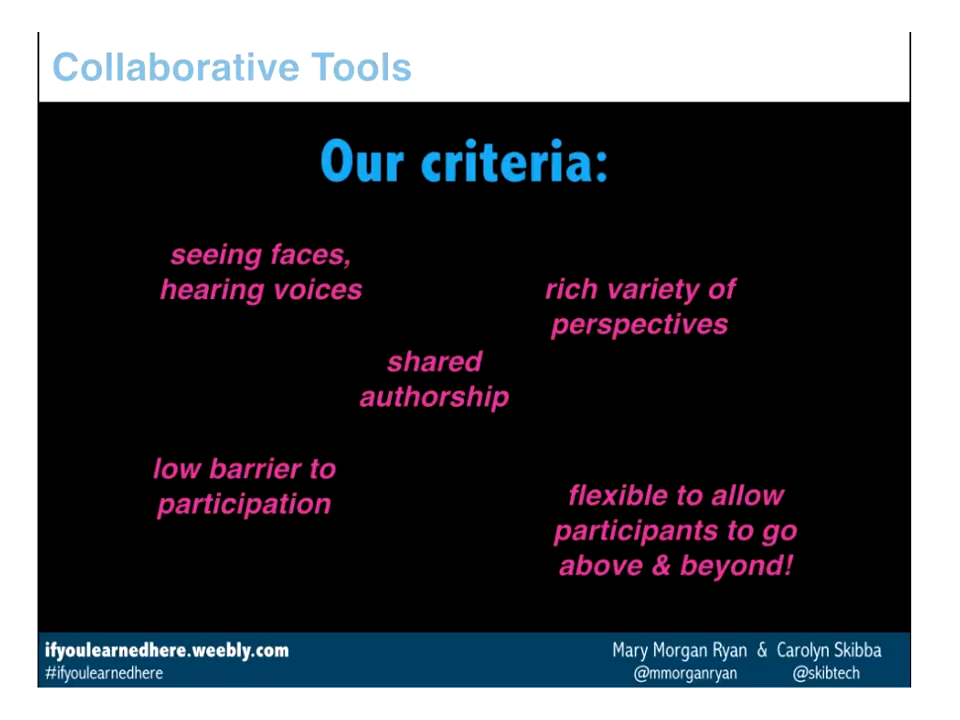 Collaborative Tools
Our criteria:
seeing faces,
hearing voices
rich variety of
perspectives
shared
authorship
low barrier to
participation
flexible to allow
participants to go
above & beyond!
ifyoulearnedhere.weebly.com
#ifyoulearnedhere
Mary Morgan Ryan & Carolyn Skibba
@mmorganryan @skibtech